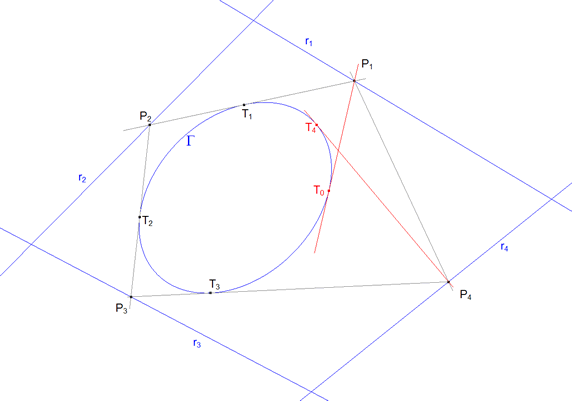 r₁
P₁
P₂
T₁
Γ
T₄
r₂
T₀
T₂
r₄
T₃
P₄
P₃
r₃